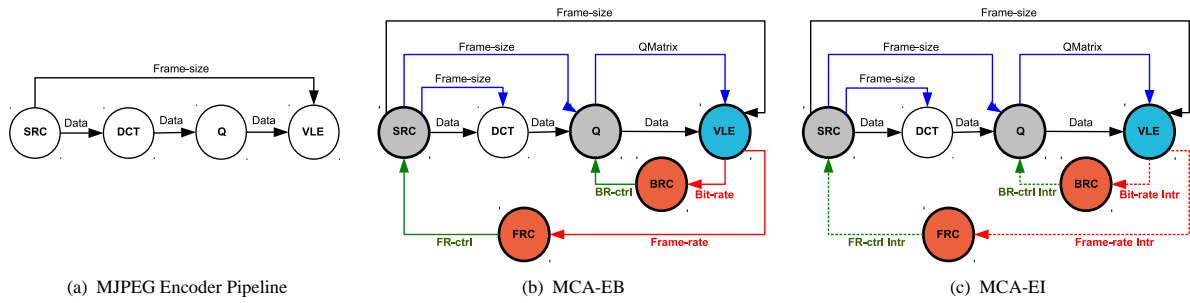 Frame-size
SRC
Data
DCT
Data
Q
Data
VLE
(a) MJPEG Encoder Pipeline
Frame-size
Frame-size
QMatrix
Frame-size
SRC
Data
DCT
Data
Q
Data
VLE
BRC
BR-ctrl
Bit-rate
FRC
FR-ctrl
Frame-rate
(b) MCA-EB
Frame-size
Frame-size
QMatrix
Frame-size
SRC
Data
DCT
Data
Q
Data
VLE
BRC
BR-ctrl Intr
Bit-rate Intr
FRC
FR-ctrl Intr
Frame-rate Intr
(c) MCA-EI